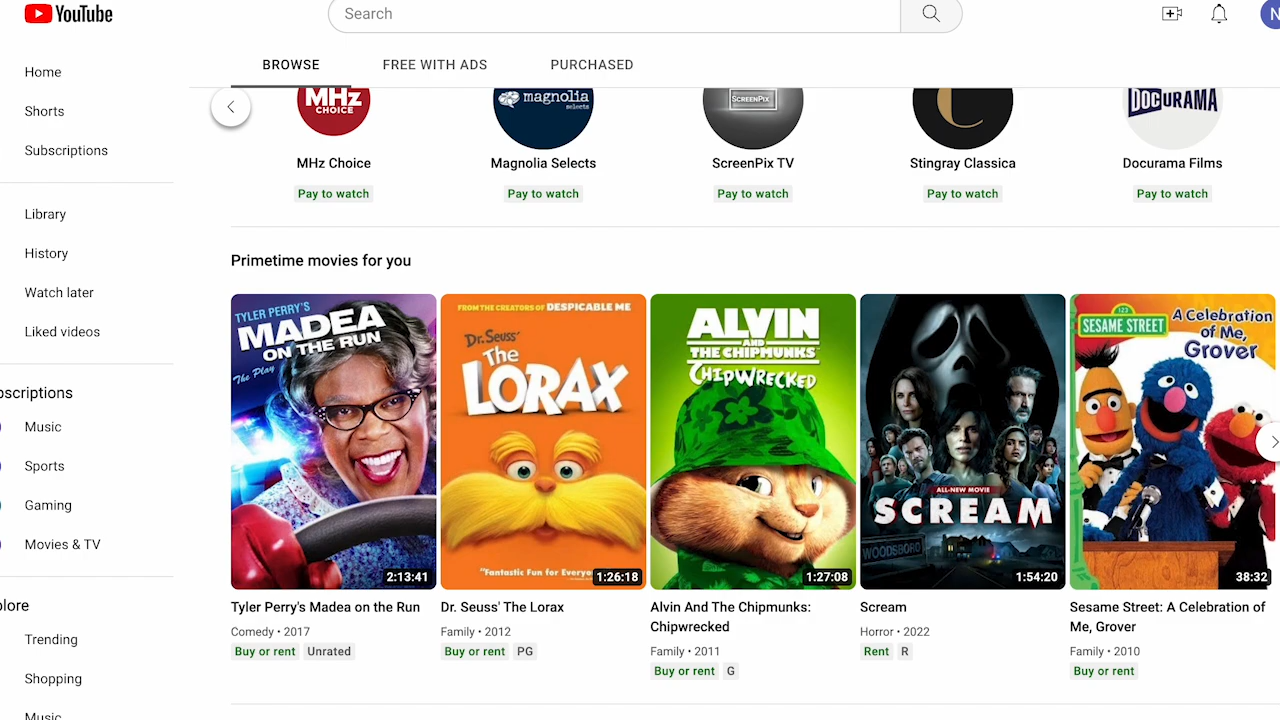 YouTube
Search
N
BROWSE FREE WITH ADS PURCHASED
Home
Shorts
Subscriptions
Library
History
Watch later
Liked videos
oscriptions
Music
Sports
Gaming
Movies & TV
plore
Trending
Shopping
Music
MHz
CHOICE
magnolia
selects
SCREENPIX
C
DOCURAMA
MHz Choice
Magnolia Selects
ScreenPix TV
Stingray Classica
Docurama Films
Pay to watch
Pay to watch
Pay to watch
Pay to watch
Pay to watch
Primetime movies for you
TYLER PERRY'S
MADEA
ON THE RUN
The Play
2:13:41
Tyler Perry's Madea on the Run
Comedy • 2017
Buy or rent Unrated
FROM THE CREATORS OF DESPICABLE ME
Dr. Seuss'
The
LORAX
"Fantastic Fun for Everyo
1:26:18
Dr. Seuss' The Lorax
Family • 2012
Buy or rent PG
ALVIN
AND
THE CHIPMUNKS
CHIPWRECKED
1:27:08
Alvin And The Chipmunks:
Chipwrecked
Family • 2011
Buy or rent G
ALL-NEW MOVIE
SCREAM
WOODSBORO
1:54:20
Scream
Horror • 2022
Rent R
123
SESAME STREET
A Celebration
of Me,
Grover
38:32
Sesame Street: A Celebration of
Me, Grover
Family • 2010
Buy or rent